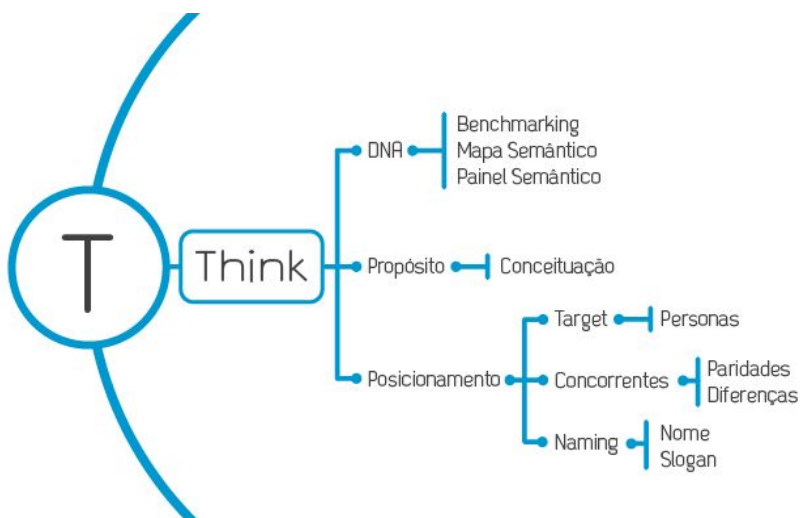 T
Think
DNA
Benchmarking
Mapa Semântico
Painel Semântico
Propósito
Conceituação
Posicionamento
Target
Personas
Concorrentes
Paridades
Diferenças
Naming
Nome
Slogan